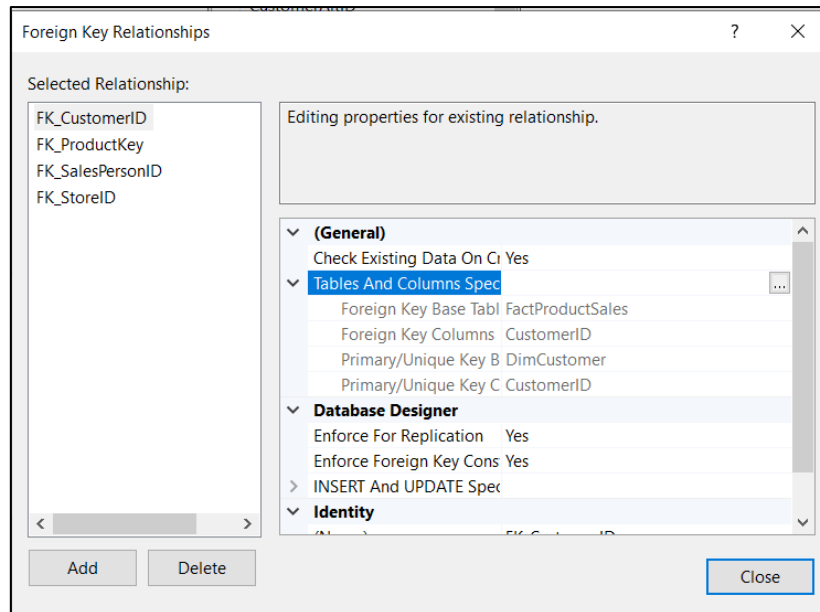 Foreign Key Relationships ? ×
Selected Relationship:
FK_CustomerID
FK_ProductKey
FK_SalesPersonID
FK_StoreID
Editing properties for existing relationship.
(General)
Check Existing Data On Cr Yes
Tables And Columns Spec ...
Foreign Key Base Tabl FactProductSales
Foreign Key Columns CustomerID
Primary/Unique Key B DimCustomer
Primary/Unique Key C CustomerID
Database Designer
Enforce For Replication Yes
Enforce Foreign Key Cons Yes
INSERT And UPDATE Spec
Identity
Add Delete
Close